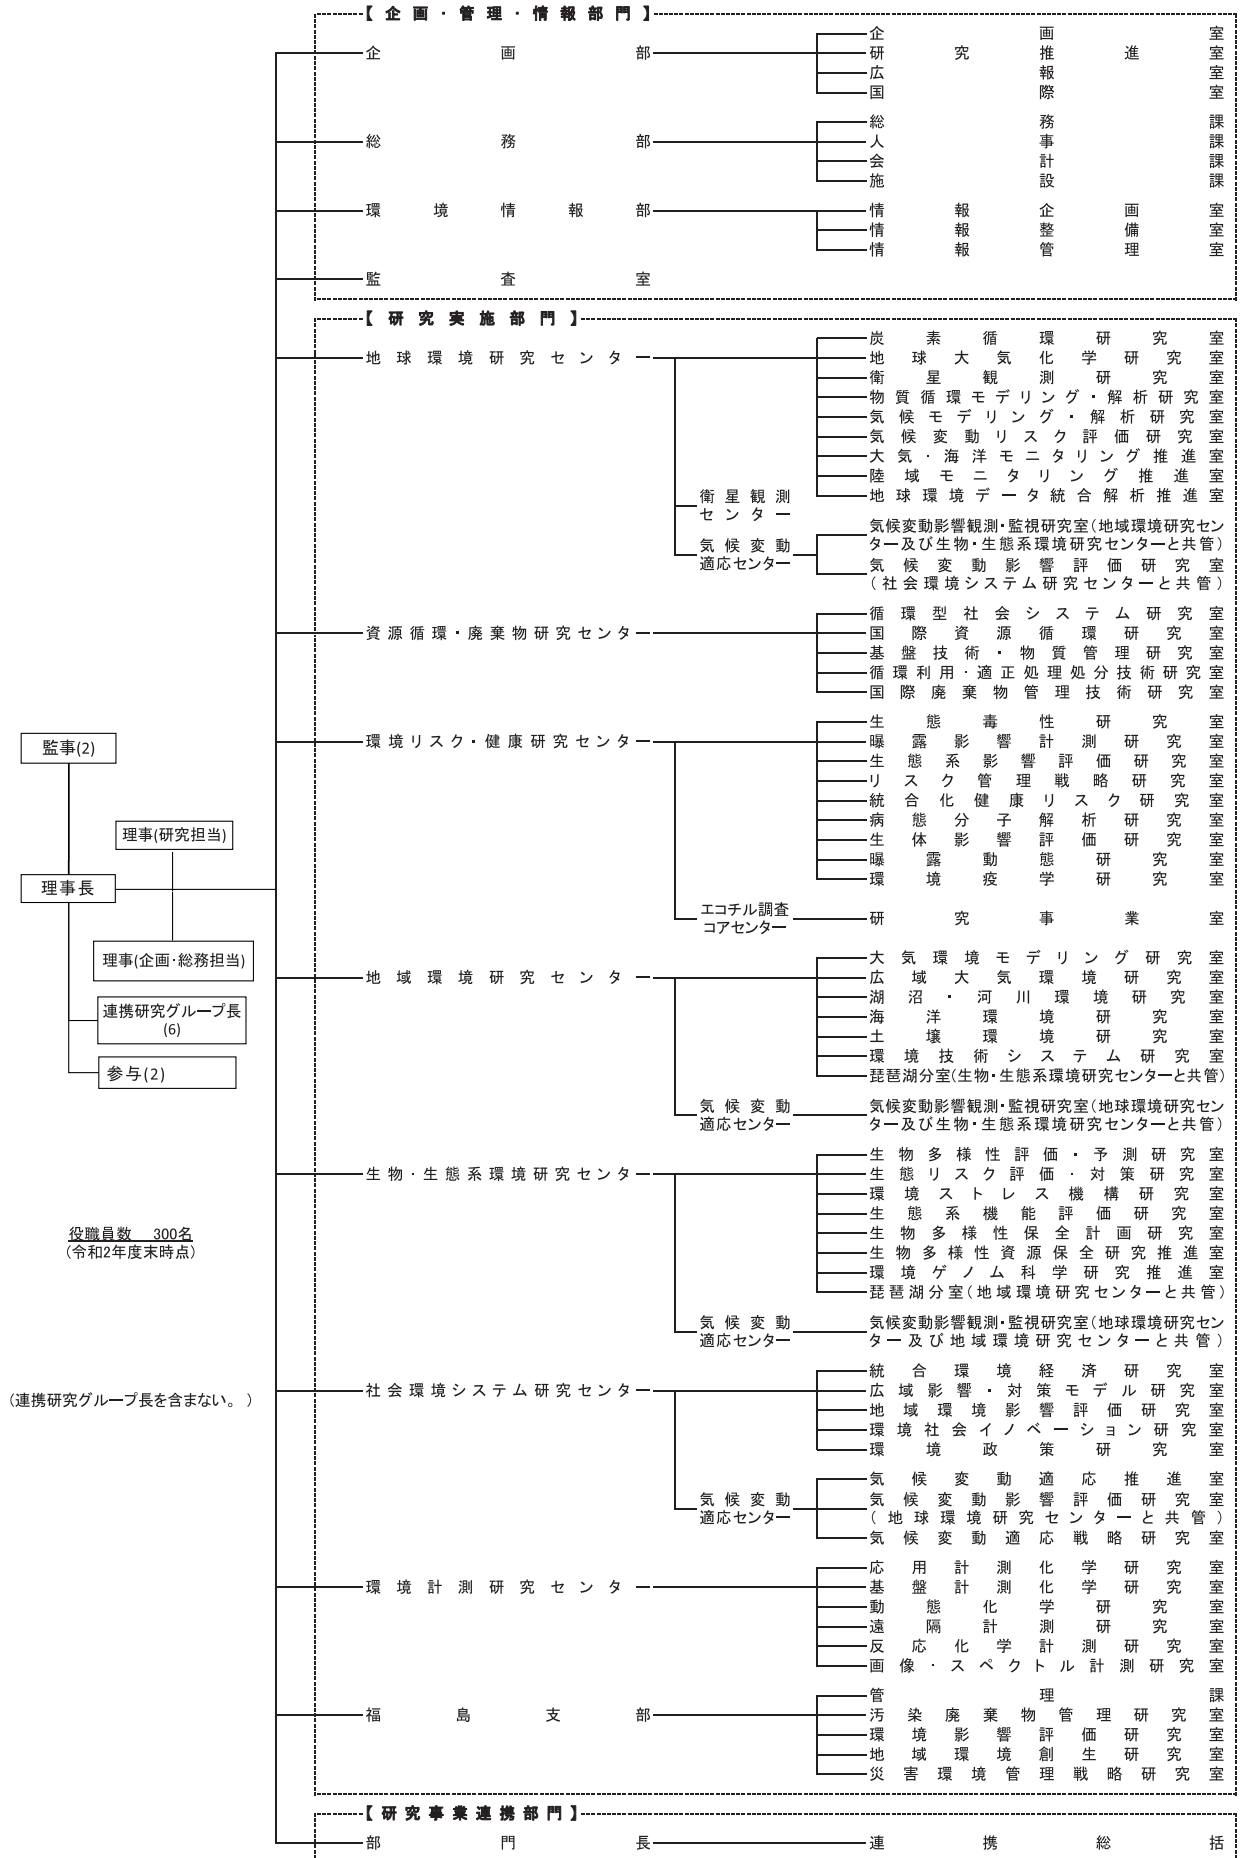 【企画・管理・情報部門】
企画部
企画室
研究推進室
広報室
国際室
総務部
総務課
人事課
会計課
施設課
環境情報部
情報企画室
情報整備室
情報管理室
監査室
【研究実施部門】
地球環境研究センター
炭素循環研究室
地球大気化学研究室
衛星観測研究室
物質循環モデリング・解析研究室
気候モデリング・解析研究室
気候変動リスク評価研究室
大気・海洋モニタリング推進室
陸域モニタリング推進室
地球環境データ統合解析推進室
衛星観測
センター
気候変動
適応センター
気候変動影響観測・監視研究室(地域環境研究セン
ター及び生物・生態系環境研究センターと共管)
気候変動影響評価研究室
(社会環境システム研究センターと共管)
資源循環・廃棄物研究センター
循環型社会システム研究室
国際資源循環研究室
基盤技術・物質管理研究室
循環利用・適正処理処分技術研究室
国際廃棄物管理技術研究室
環境リスク・健康研究センター
生態毒性研究室
曝露影響計測研究室
生態系影響評価研究室
リスク管理戦略研究室
統合化健康リスク研究室
病態分子解析研究室
生体影響評価研究室
曝露動態研究室
環境疫学研究室
エコチル調査
コアセンター
研究事業室
監事(2)
理事(研究担当)
理事長
理事(企画・総務担当)
連携研究グループ長
(6)
参与(2)
地域環境研究センター
大気環境モデリング研究室
広域大気環境研究室
湖沼・河川環境研究室
海洋環境研究室
土壌環境研究室
環境技術システム研究室
琵琶湖分室(生物・生態系環境研究センターと共管)
気候変動
適応センター
気候変動影響観測・監視研究室(地球環境研究セン
ター及び生物・生態系環境研究センターと共管)
生物・生態系環境研究センター
生物多様性評価・予測研究室
生態リスク評価・対策研究室
環境ストレス機構研究室
生態系機能評価研究室
生物多様性保全計画研究室
生物多様性資源保全研究推進室
環境ゲノム科学研究推進室
琵琶湖分室(地域環境研究センターと共管)
気候変動
適応センター
気候変動影響観測・監視研究室(地球環境研究セン
ター及び地域環境研究センターと共管)
役職員数 300名
(令和2年度末時点)
(連携研究グループ長を含まない。)
社会環境システム研究センター
統合環境経済研究室
広域影響・対策モデル研究室
地域環境影響評価研究室
環境社会イノベーション研究室
環境政策研究室
気候変動
適応センター
気候変動適応推進室
気候変動影響評価研究室
(地球環境研究センターと共管)
気候変動適応戦略研究室
環境計測研究センター
応用計測化学研究室
基盤計測化学研究室
動態化学研究室
遠隔計測研究室
反応化学計測研究室
画像・スペクトル計測研究室
福島支部
管理課
汚染廃棄物管理研究室
環境影響評価研究室
地域環境創生研究室
災害環境管理戦略研究室
【研究事業連携部門】
部門長
連携総括